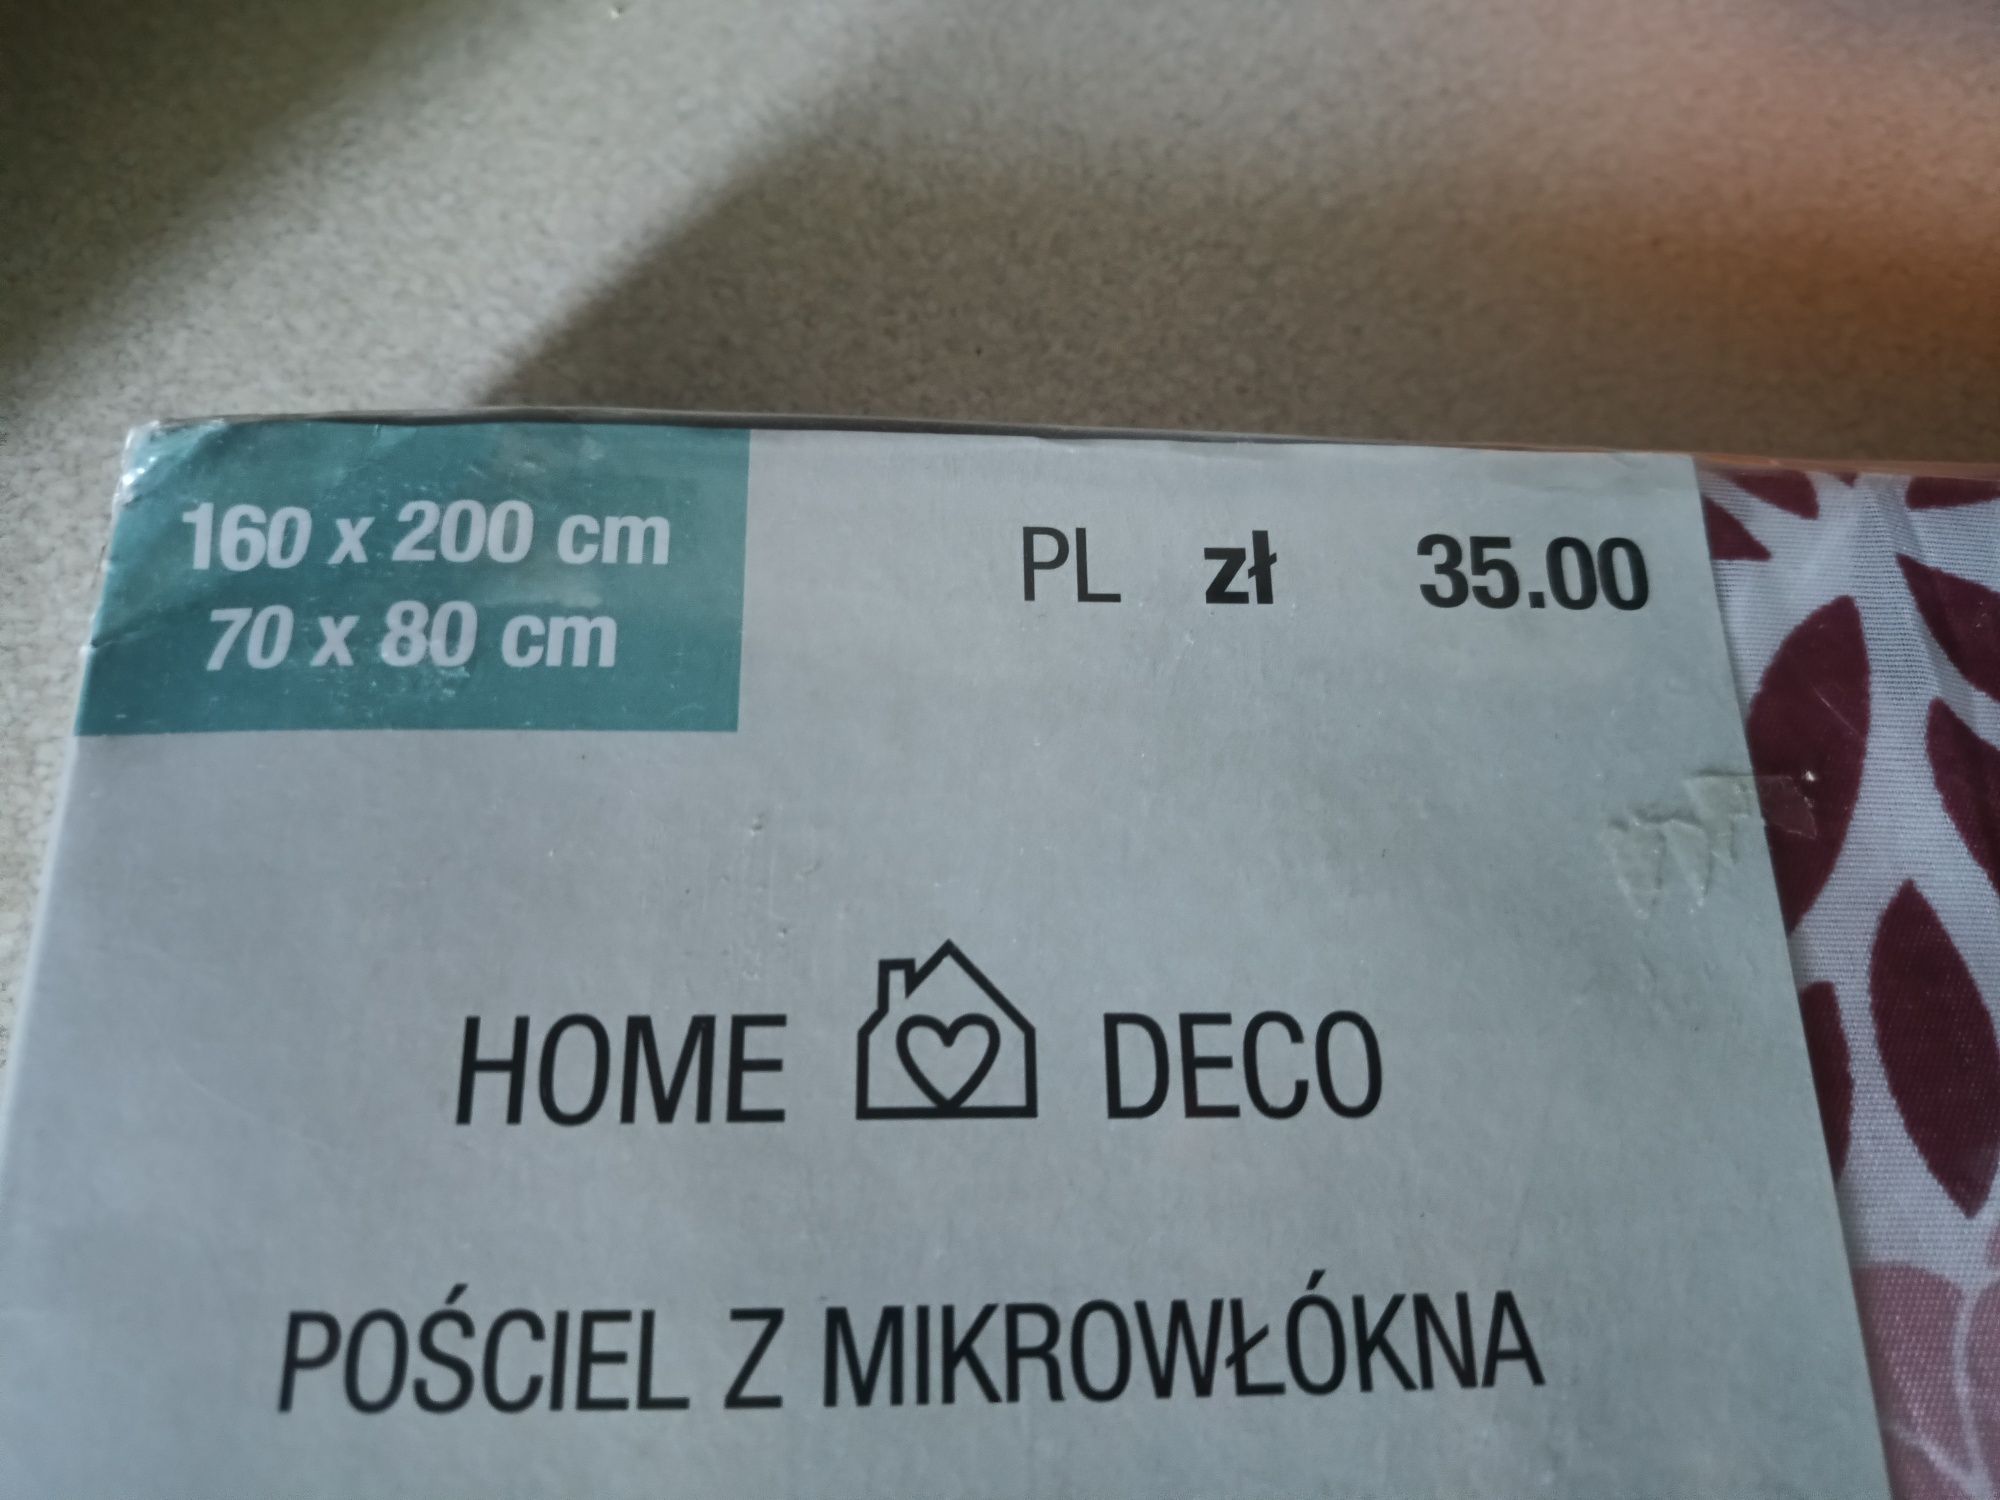 160 x 200 cm
70 x 80 cm
PL zł 35.00
HOME DECO
POŚCIEL Z MIKROWŁÓKNA